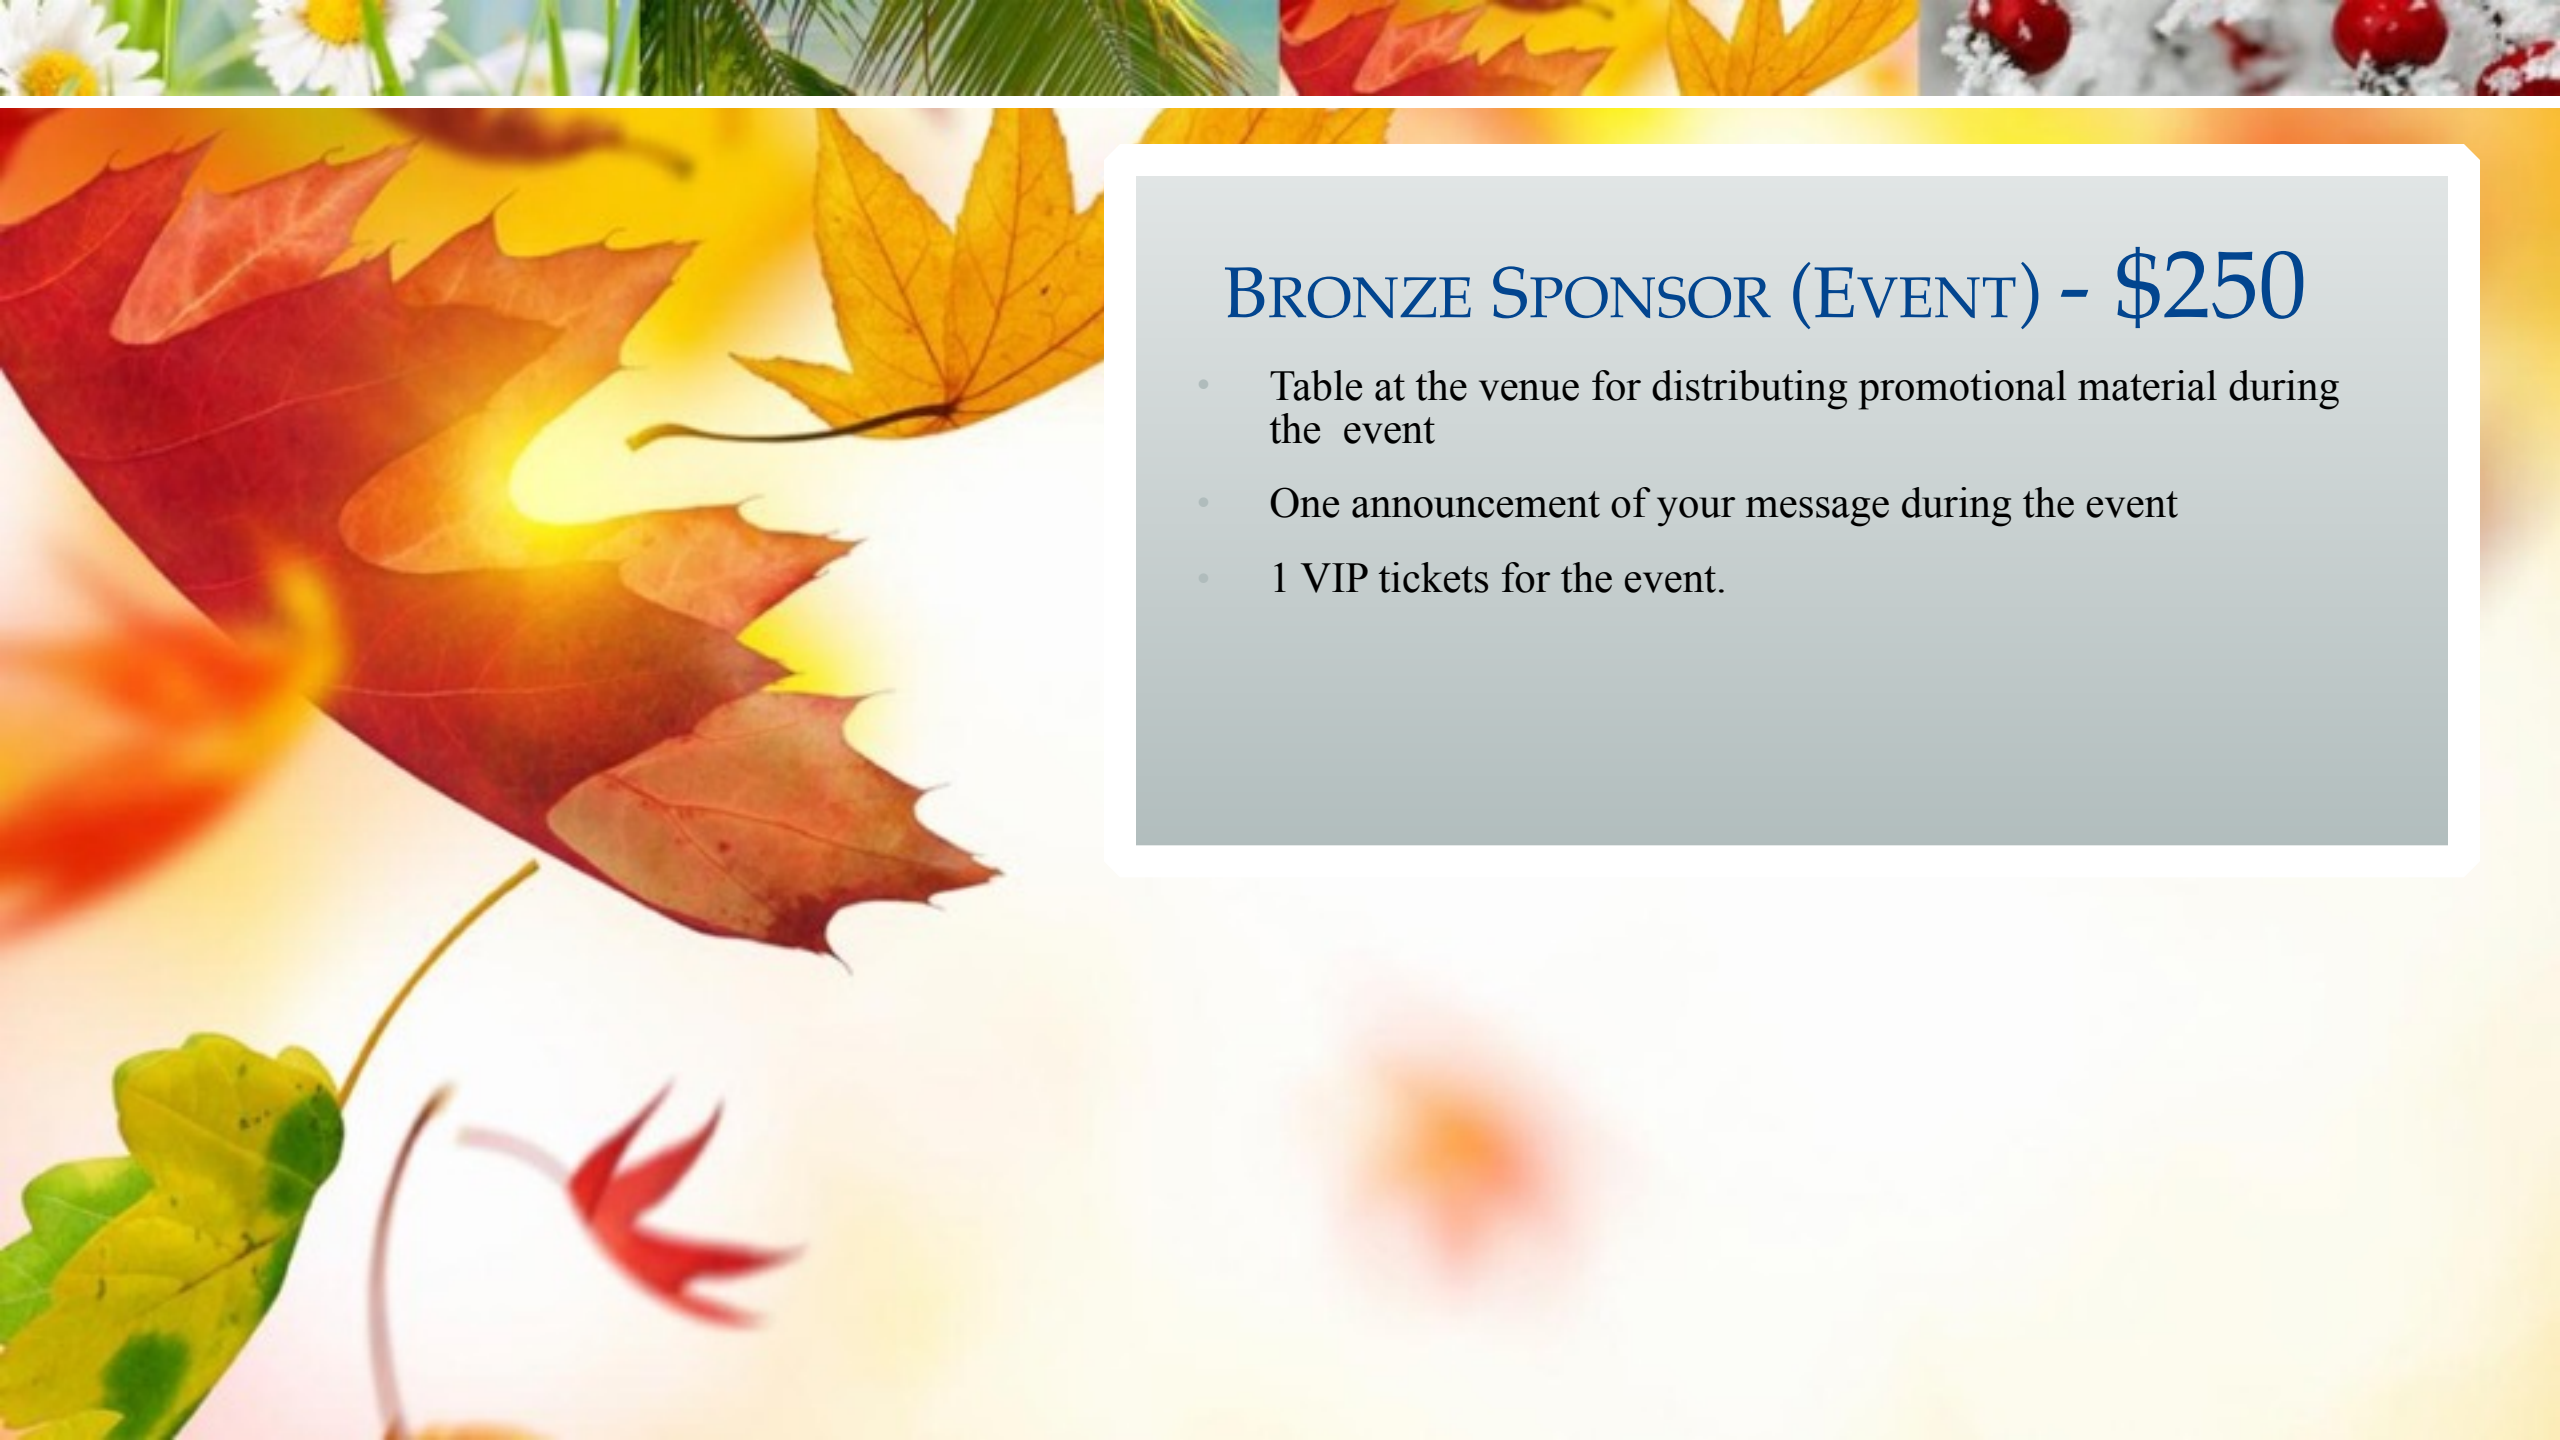 Bronze Sponsor (Event) - $250
• Table at the venue for distributing promotional material during
the  event
• One announcement of your message during the event
• 1 VIP tickets for the event.